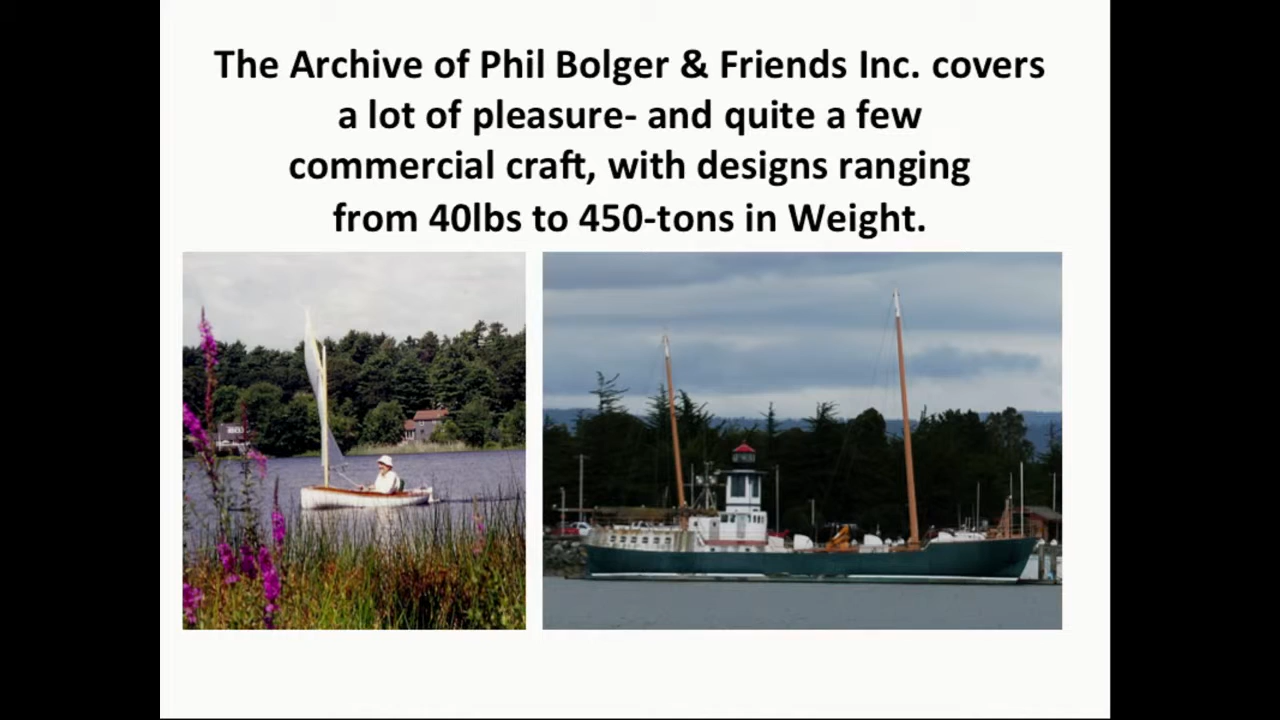 The Archive of Phil Bolger & Friends Inc. covers
a lot of pleasure- and quite a few
commercial craft, with designs ranging
from 40lbs to 450-tons in Weight.